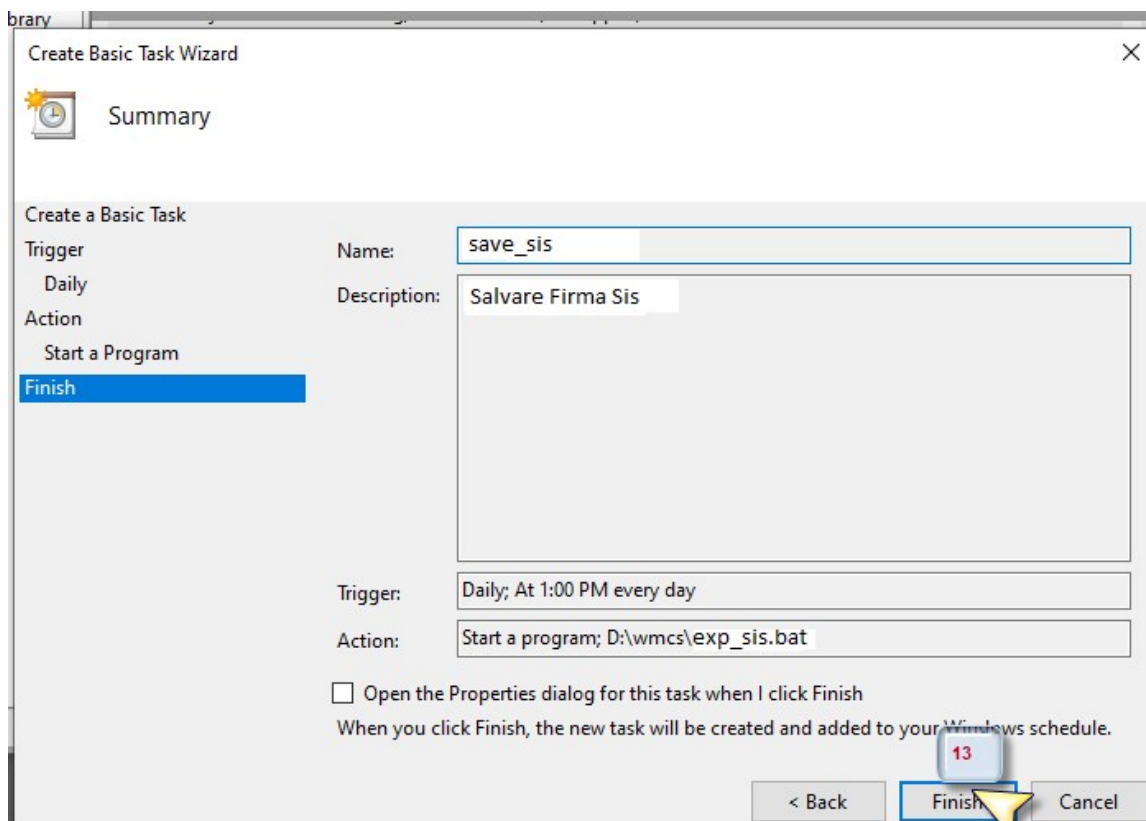 brary
Create Basic Task Wizard
Summary
Create a Basic Task
Trigger
Daily
Action
Start a Program
Finish
Name: save_sis
Description: Salvare Firma Sis
Trigger: Daily; At 1:00 PM every day
Action: Start a program; D:\wmcs\exp_sis.bat
Open the Properties dialog for this task when I click Finish
When you click Finish, the new task will be created and added to your Windows schedule.
13
< Back Finish Cancel